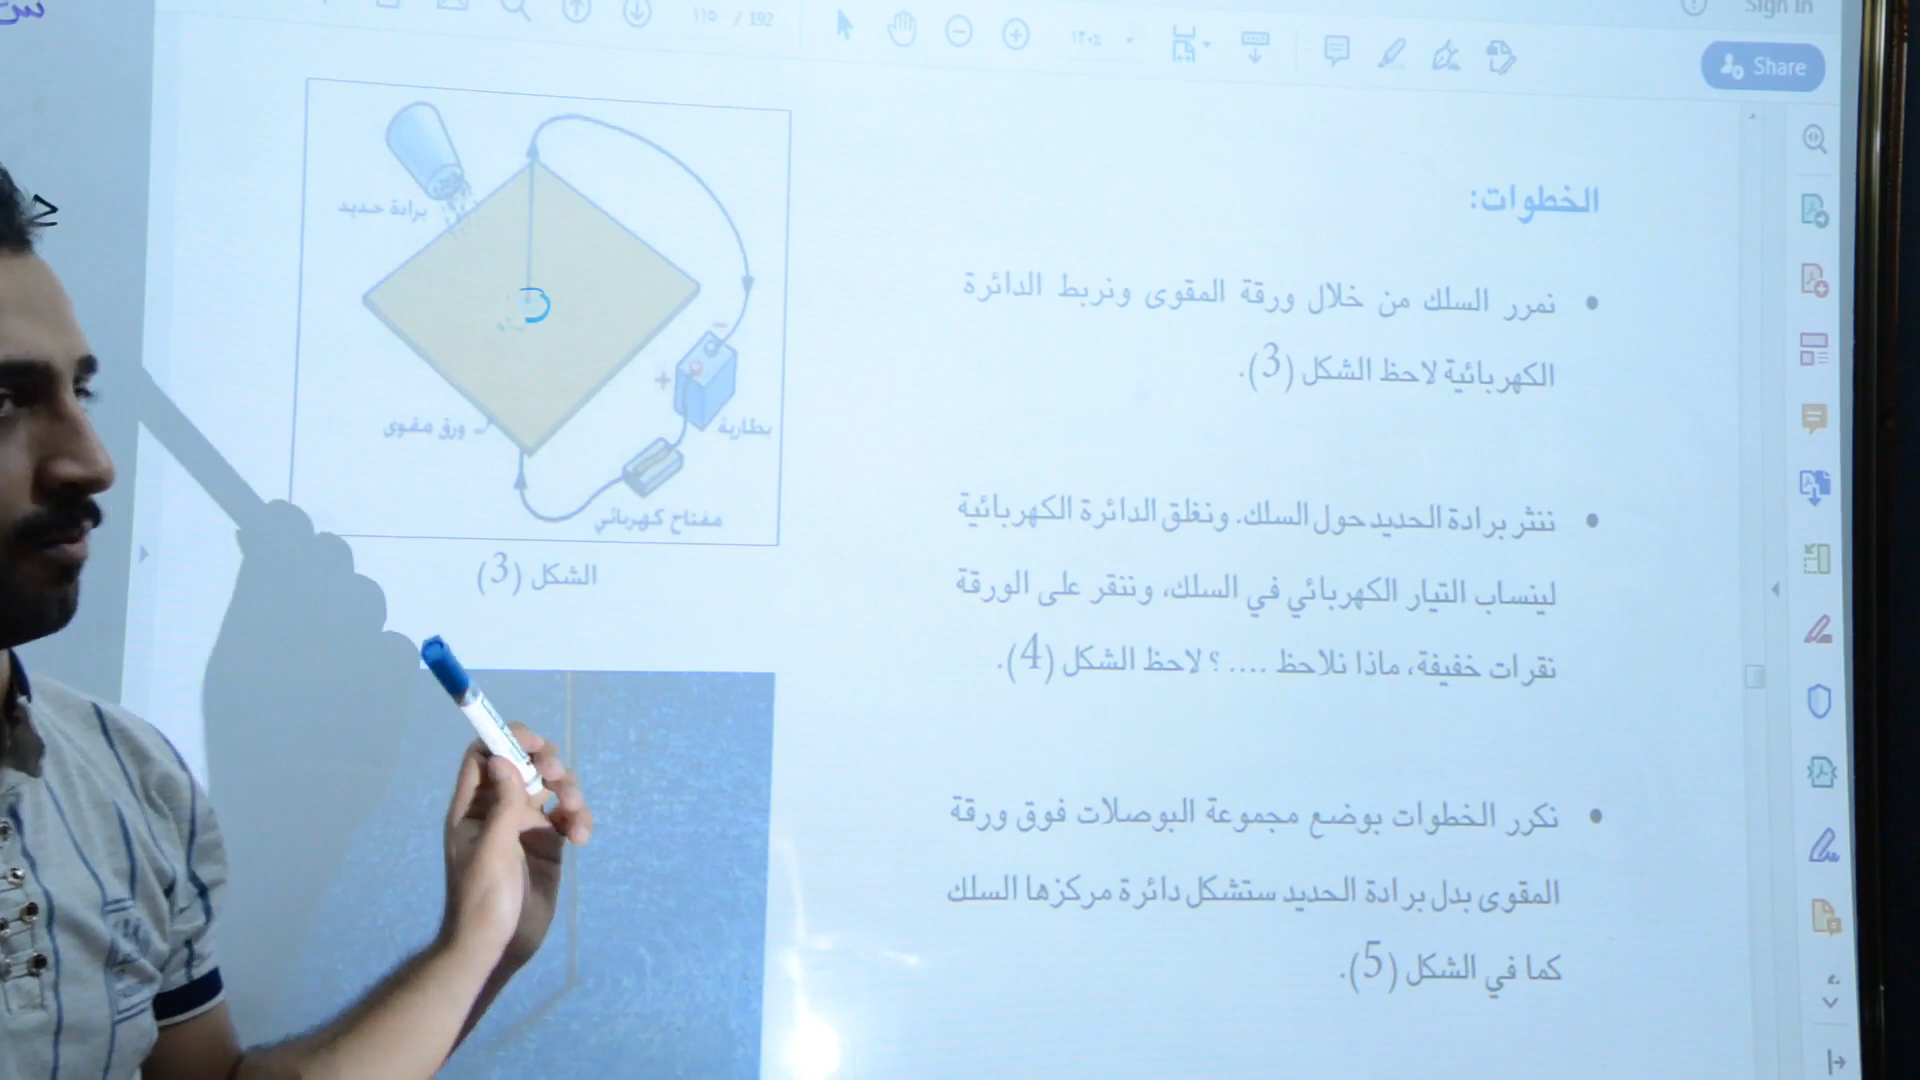 Sign In
١١٥ / 192
١٣٠٪
Share
برادة حديد
ورق مقوى
بطارية
مفتاح كهربائي
+
−
الشكل (3)
الخطوات:
• نمرر السلك من خلال ورقة المقوى ونربط الدائرة
الكهربائية لاحظ الشكل (3).
• ننثر برادة الحديد حول السلك. ونغلق الدائرة الكهربائية
لينساب التيار الكهربائي في السلك، وننقر على الورقة
نقرات خفيفة، ماذا نلاحظ ....؟ لاحظ الشكل (4).
• نكرر الخطوات بوضع مجموعة البوصلات فوق ورقة
المقوى بدل برادة الحديد ستشكل دائرة مركزها السلك
كما في الشكل (5).